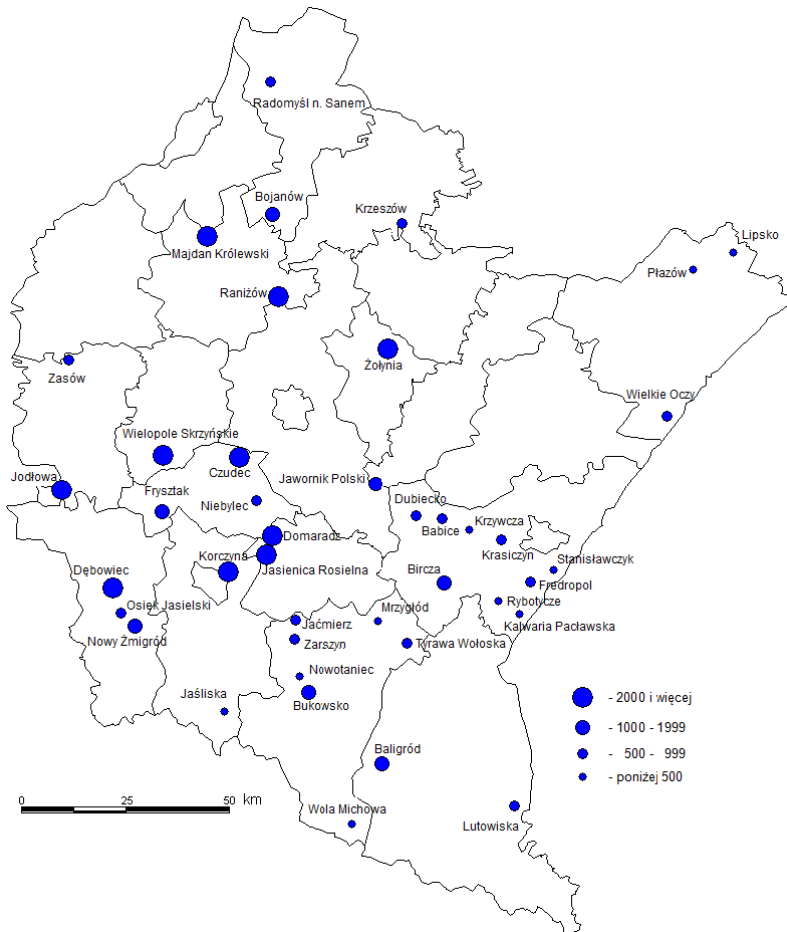 Radomyśl n. Sanem
Bojanów
Krzeszów
Majdan Królewski
Lipsko
Płazów
Raniżów
Żołynia
Zasów
Wielkie Oczy
Wielopole Skrzyńskie
Czudec
Jodłowa
Jawornik Polski
Frysztak
Niebylec
Dubiecko
Babice
Krzywcza
Krasiczyn
Domaradz
Korczyna
Jasienica Rosielna
Stanisławczyk
Dębowiec
Bircza
Fredropol
Osiek Jasielski
Rybotycze
Mrzygłód
Jaćmierz
Kalwaria Pacławska
Nowy Żmigród
Zarszyn
Tyrawa Wołoska
Nowotaniec
Jaśliska
Bukowsko
- 2000 i więcej
- 1000 - 1999
- 500 - 999
- poniżej 500
Baligród
0 25 50 km
Wola Michowa
Lutowiska